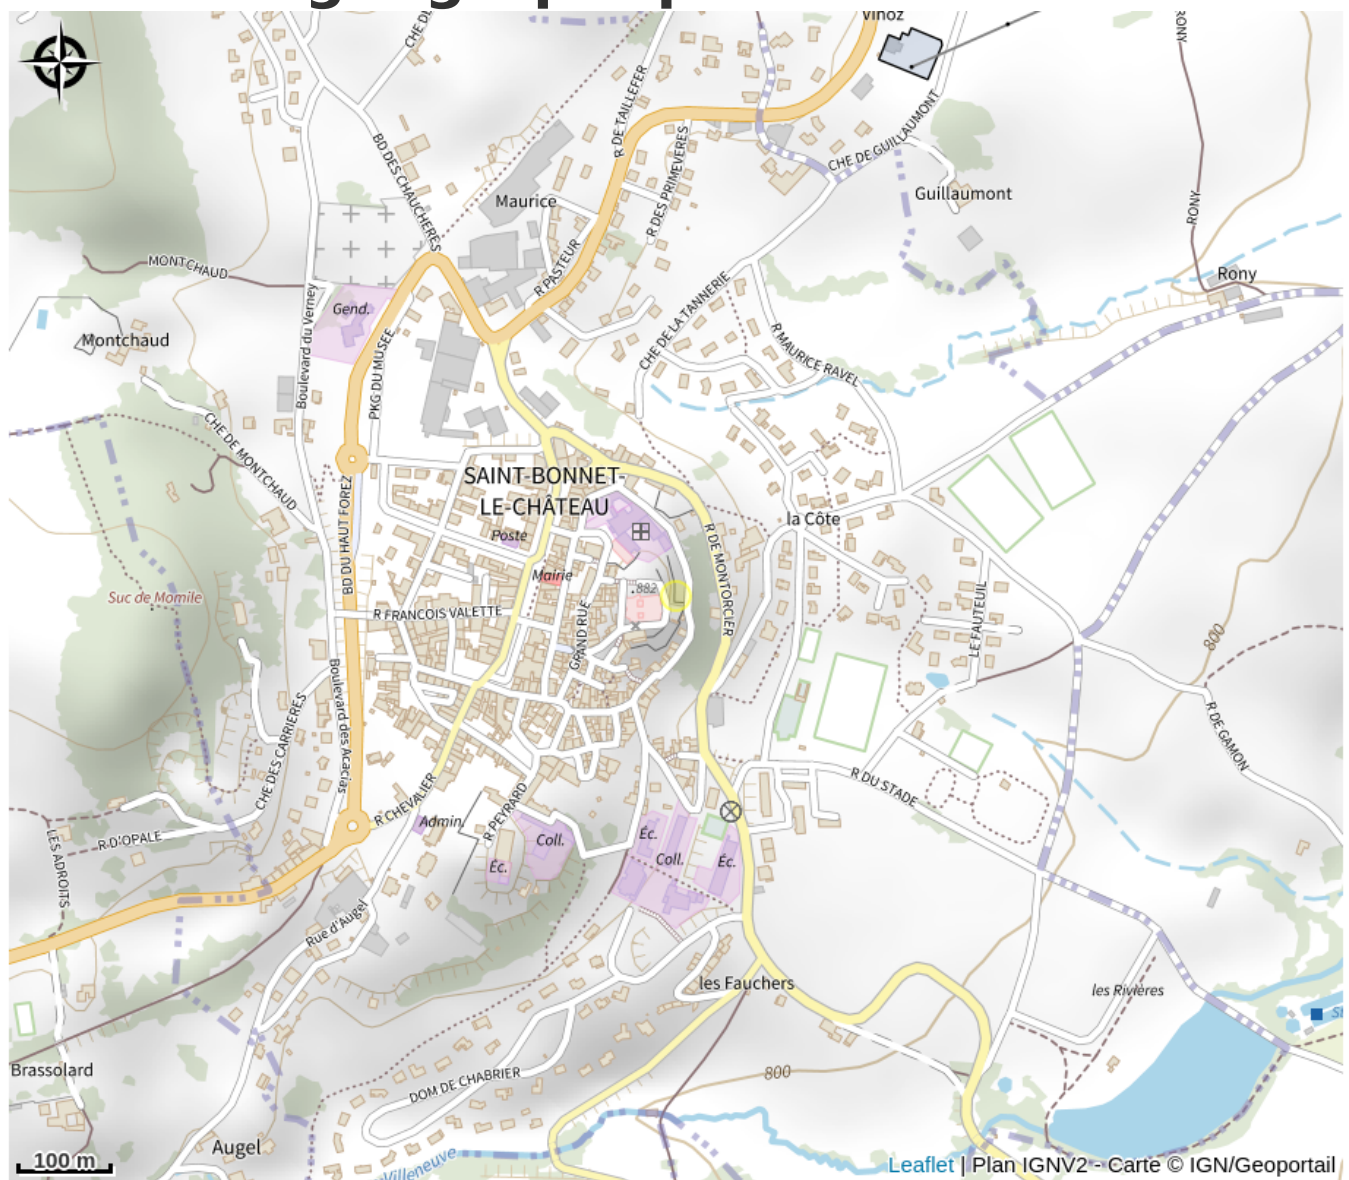 Vinoz
CHE DE
RONY
R DE TAILLEFER
BD DES CHAUCHERES
CHE DE GUILLAUMONT
R DES PRIMEVERES
Maurice
Guillaumont
RONY
MONTCHAUD
R PASTEUR
Rony
Gend.
Boulevard du Verney
CHE DE LA TANNERIE
Montchaud
PKG DU MUSEE
R MAURICE RAVEL
CHE DE MONTCHAUD
SAINT-BONNET-
LE-CHÂTEAU
BD DU HAUT FOREZ
la Côte
Poste
R DE MONTORCIER
Mairie
.882
Suc de Momile
R FRANCOIS VALETTE
GRAND RUE
LE FAUTEUIL
800
Boulevard des Acacias
CHE DES CARRIERES
R DE GAMON
R CHEVALIER
R DU STADE
R PEYRARD
Admin.
R D'OPALE
Éc.
Coll.
Coll.
Éc.
Éc.
LES ADROITS
Rue d'Augel
les Fauchers
les Rivières
St
Brassolard
800
DOM DE CHABRIER
Augel
Villeneuve
100 m
Leaflet | Plan IGNV2 - Carte © IGN/Geoportail